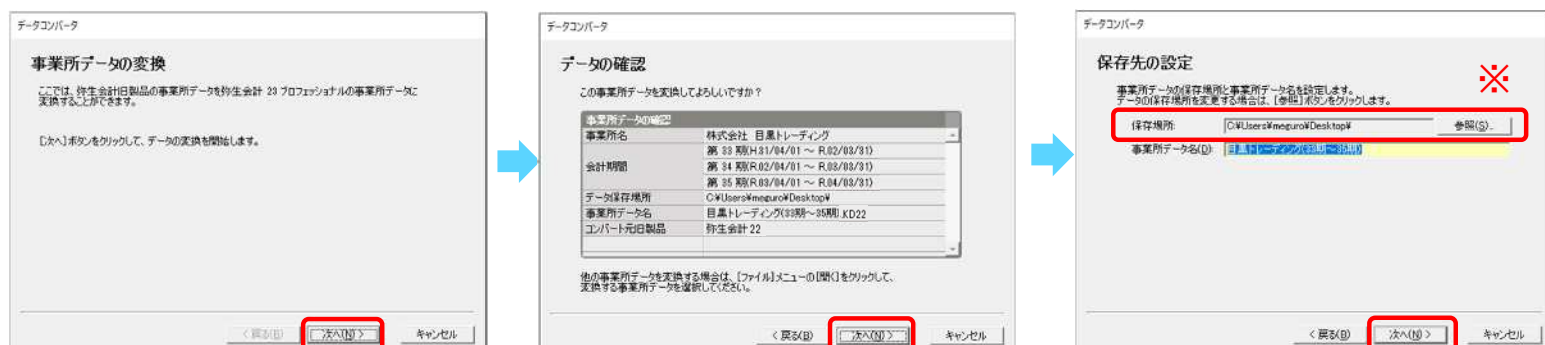 データコンバータ
事業所データの変換
ここでは、弥生会計旧製品の事業所データを弥生会計 23 プロフェッショナルの事業所データに
変換することができます。
[次へ]ボタンをクリックして、データの変換を開始します。
< 戻る(B)
次へ(N) >
キャンセル
データコンバータ
データの確認
この事業所データを変換してよろしいですか？
事業所データの確認
事業所名 株式会社 目黒トレーディング
会計期間
第 33 期(H.31/04/01 ～ R.02/03/31)
第 34 期(R.02/04/01 ～ R.03/03/31)
第 35 期(R.03/04/01 ～ R.04/03/31)
データ保存場所 C:¥Users¥meguro¥Desktop¥
事業所データ名 目黒トレーディング(33期～35期).KD22
コンバート元旧製品 弥生会計 22
他の事業所データを変換する場合は、[ファイル]メニューの[開く]をクリックして、
変換する事業所データを選択してください。
< 戻る(B)
次へ(N) >
キャンセル
データコンバータ
保存先の設定
※
事業所データの保存場所と事業所データ名を設定します。
データの保存場所を変更する場合は、[参照]ボタンをクリックします。
保存場所: C:¥Users¥meguro¥Desktop¥ 参照(S)...
事業所データ名(D): 目黒トレーディング(33期～35期)
< 戻る(B)
次へ(N) >
キャンセル